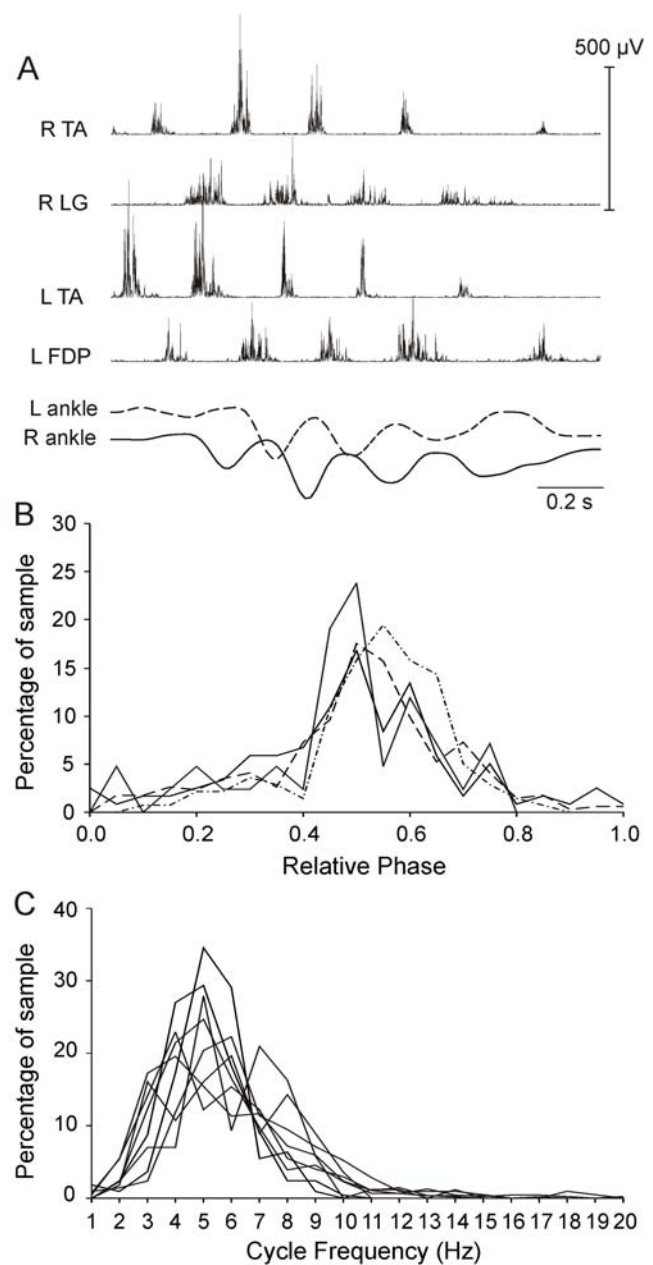 A
500 μV
R TA
R LG
L TA
L FDP
L ankle
R ankle
0.2 s
B
30
25
20
15
10
5
0
Percentage of sample
0.0 0.2 0.4 0.6 0.8 1.0
Relative Phase
C
40
30
20
10
0
Percentage of sample
1 2 3 4 5 6 7 8 9 10 11 12 13 14 15 16 17 18 19 20
Cycle Frequency (Hz)